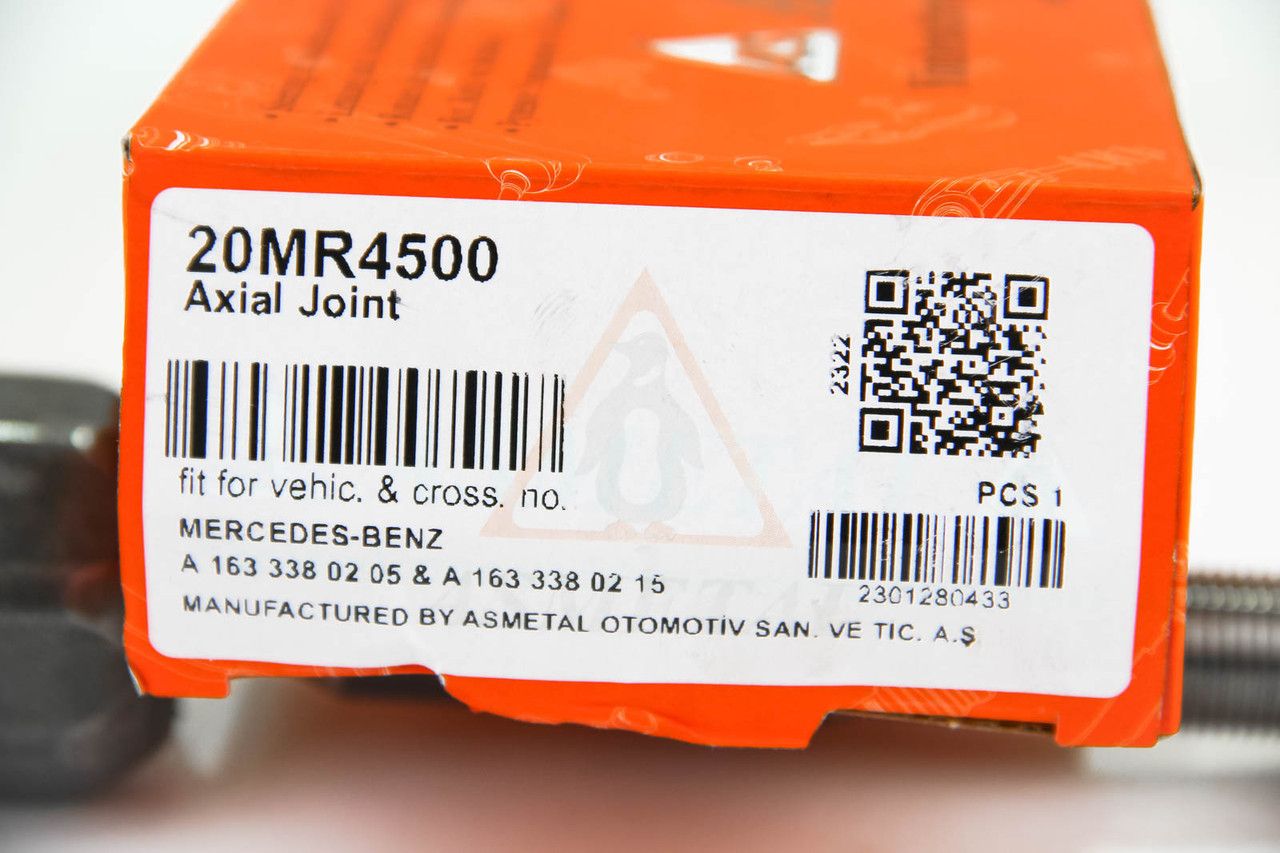 20MR4500
Axial Joint
2322
fit for vehic. & cross. no.
PCS 1
MERCEDES-BENZ
A 163 338 02 05 & A 163 338 02 15
2301280433
MANUFACTURED BY ASMETAL OTOMOTİV SAN. VE TIC. A.Ş
ASMETAL